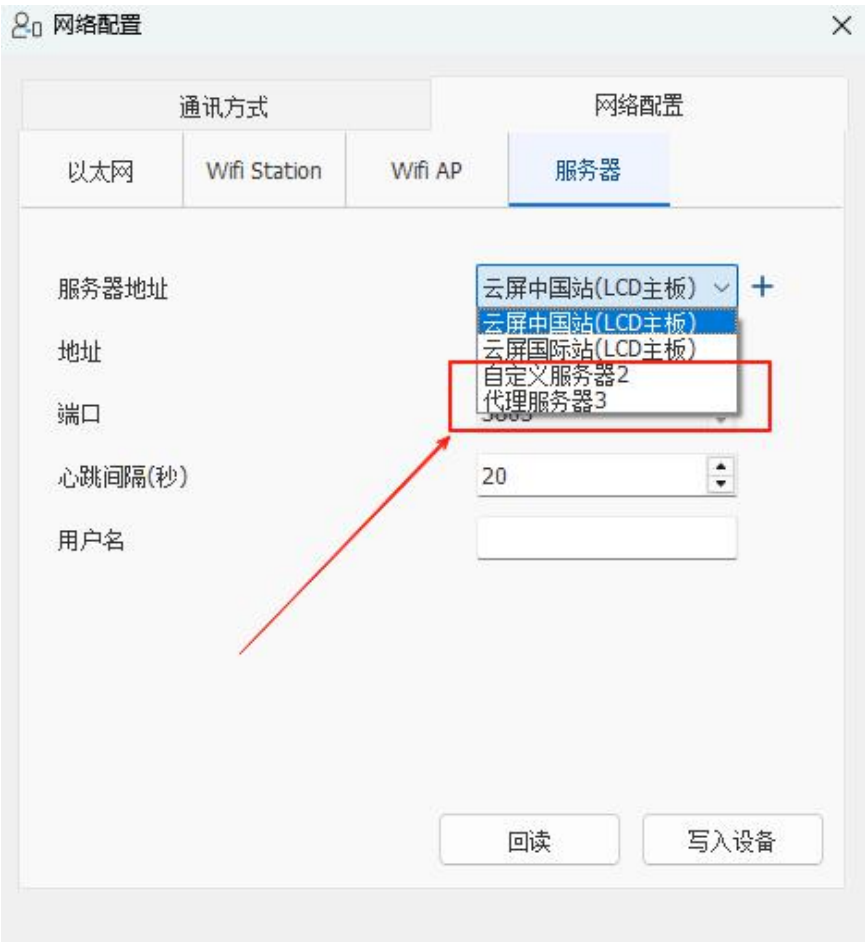 网络配置
通讯方式 网络配置
以太网 Wifi Station Wifi AP 服务器
服务器地址 云屏中国站(LCD主板)
云屏中国站(LCD主板)
地址 云屏国际站(LCD主板)
自定义服务器2
代理服务器3
端口
心跳间隔(秒) 20
用户名
回读 写入设备